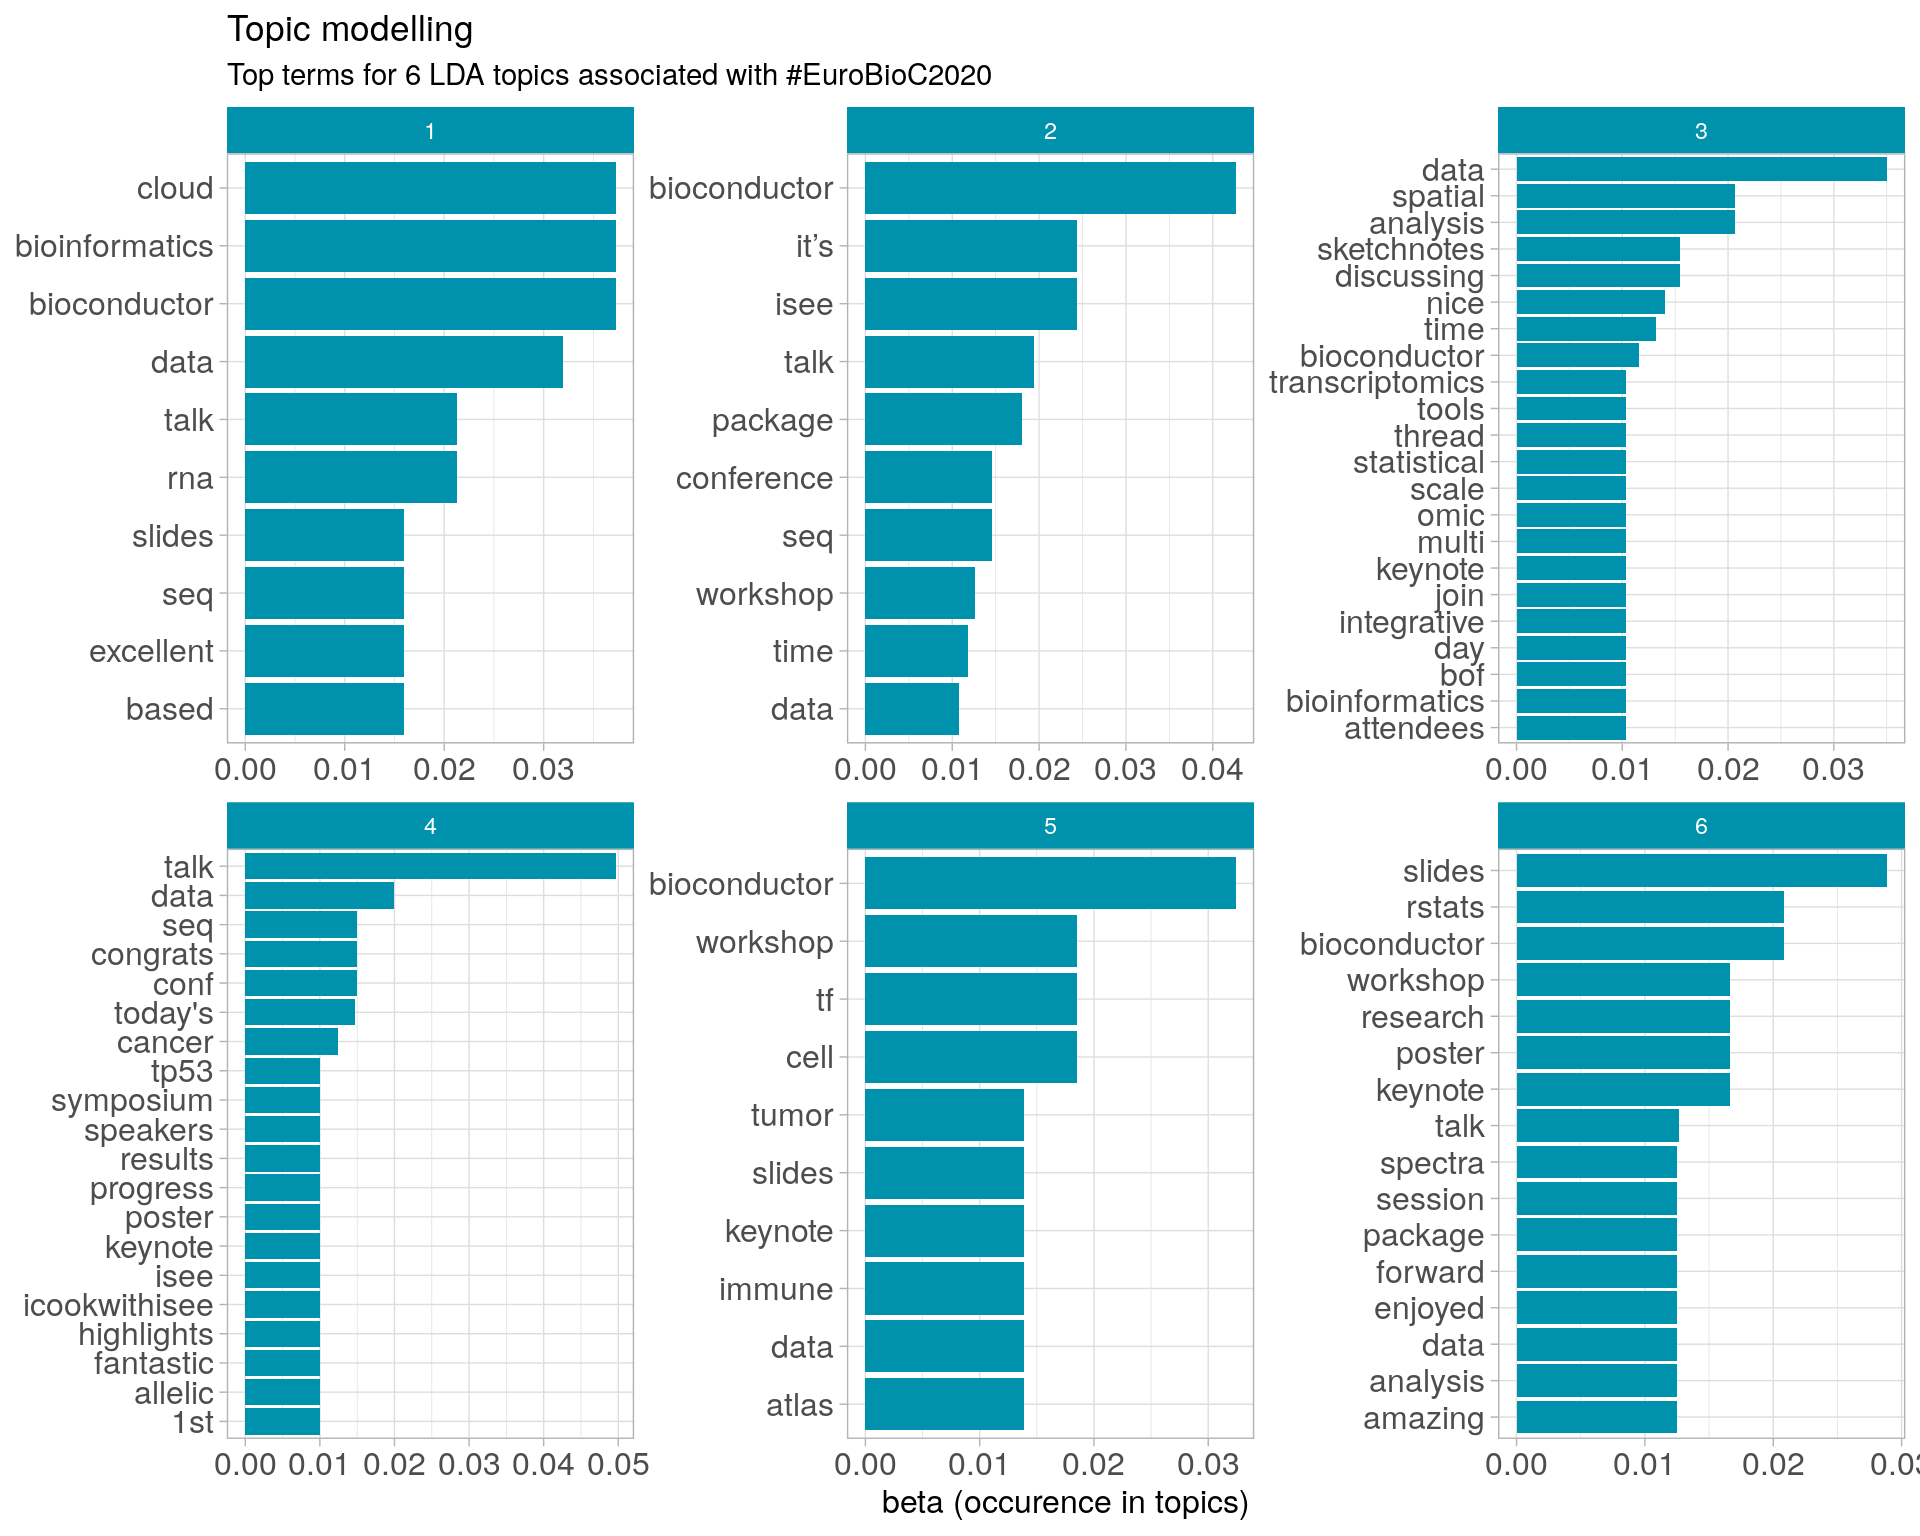 Topic modelling
Top terms for 6 LDA topics associated with #EuroBioC2020
1
cloud
bioinformatics
bioconductor
data
talk
rna
slides
seq
excellent
based
0.00 0.01 0.02 0.03
2
bioconductor
it’s
isee
talk
package
conference
seq
workshop
time
data
0.00 0.01 0.02 0.03 0.04
3
data
spatial
analysis
sketchnotes
discussing
nice
time
bioconductor
transcriptomics
tools
thread
statistical
scale
omic
multi
keynote
join
integrative
day
bof
bioinformatics
attendees
0.00 0.01 0.02 0.03
4
talk
data
seq
congrats
conf
today's
cancer
tp53
symposium
speakers
results
progress
poster
keynote
isee
icookwithisee
highlights
fantastic
allelic
1st
0.00 0.01 0.02 0.03 0.04 0.05
5
bioconductor
workshop
tf
cell
tumor
slides
keynote
immune
data
atlas
0.00 0.01 0.02 0.03
6
slides
rstats
bioconductor
workshop
research
poster
keynote
talk
spectra
session
package
forward
enjoyed
data
analysis
amazing
0.00 0.01 0.02 0.03
beta (occurence in topics)